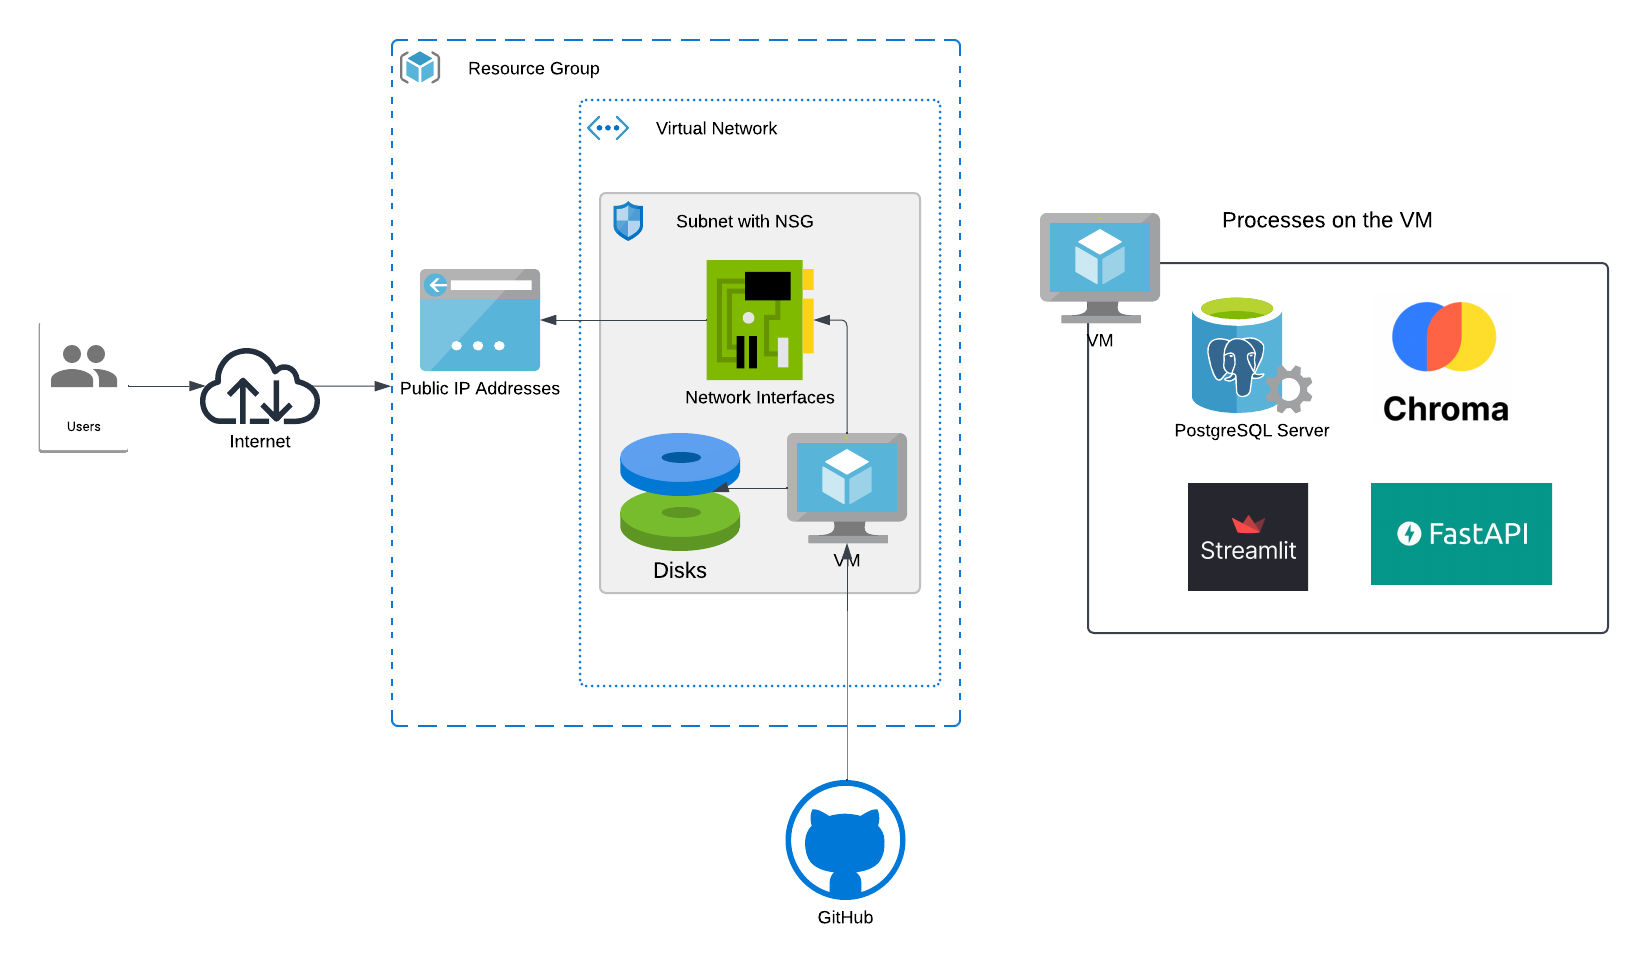 Resource Group
Virtual Network
Subnet with NSG
Public IP Addresses
Network Interfaces
Users
Internet
Disks
VM
GitHub
Processes on the VM
VM
PostgreSQL Server
Chroma
Streamlit
FastAPI